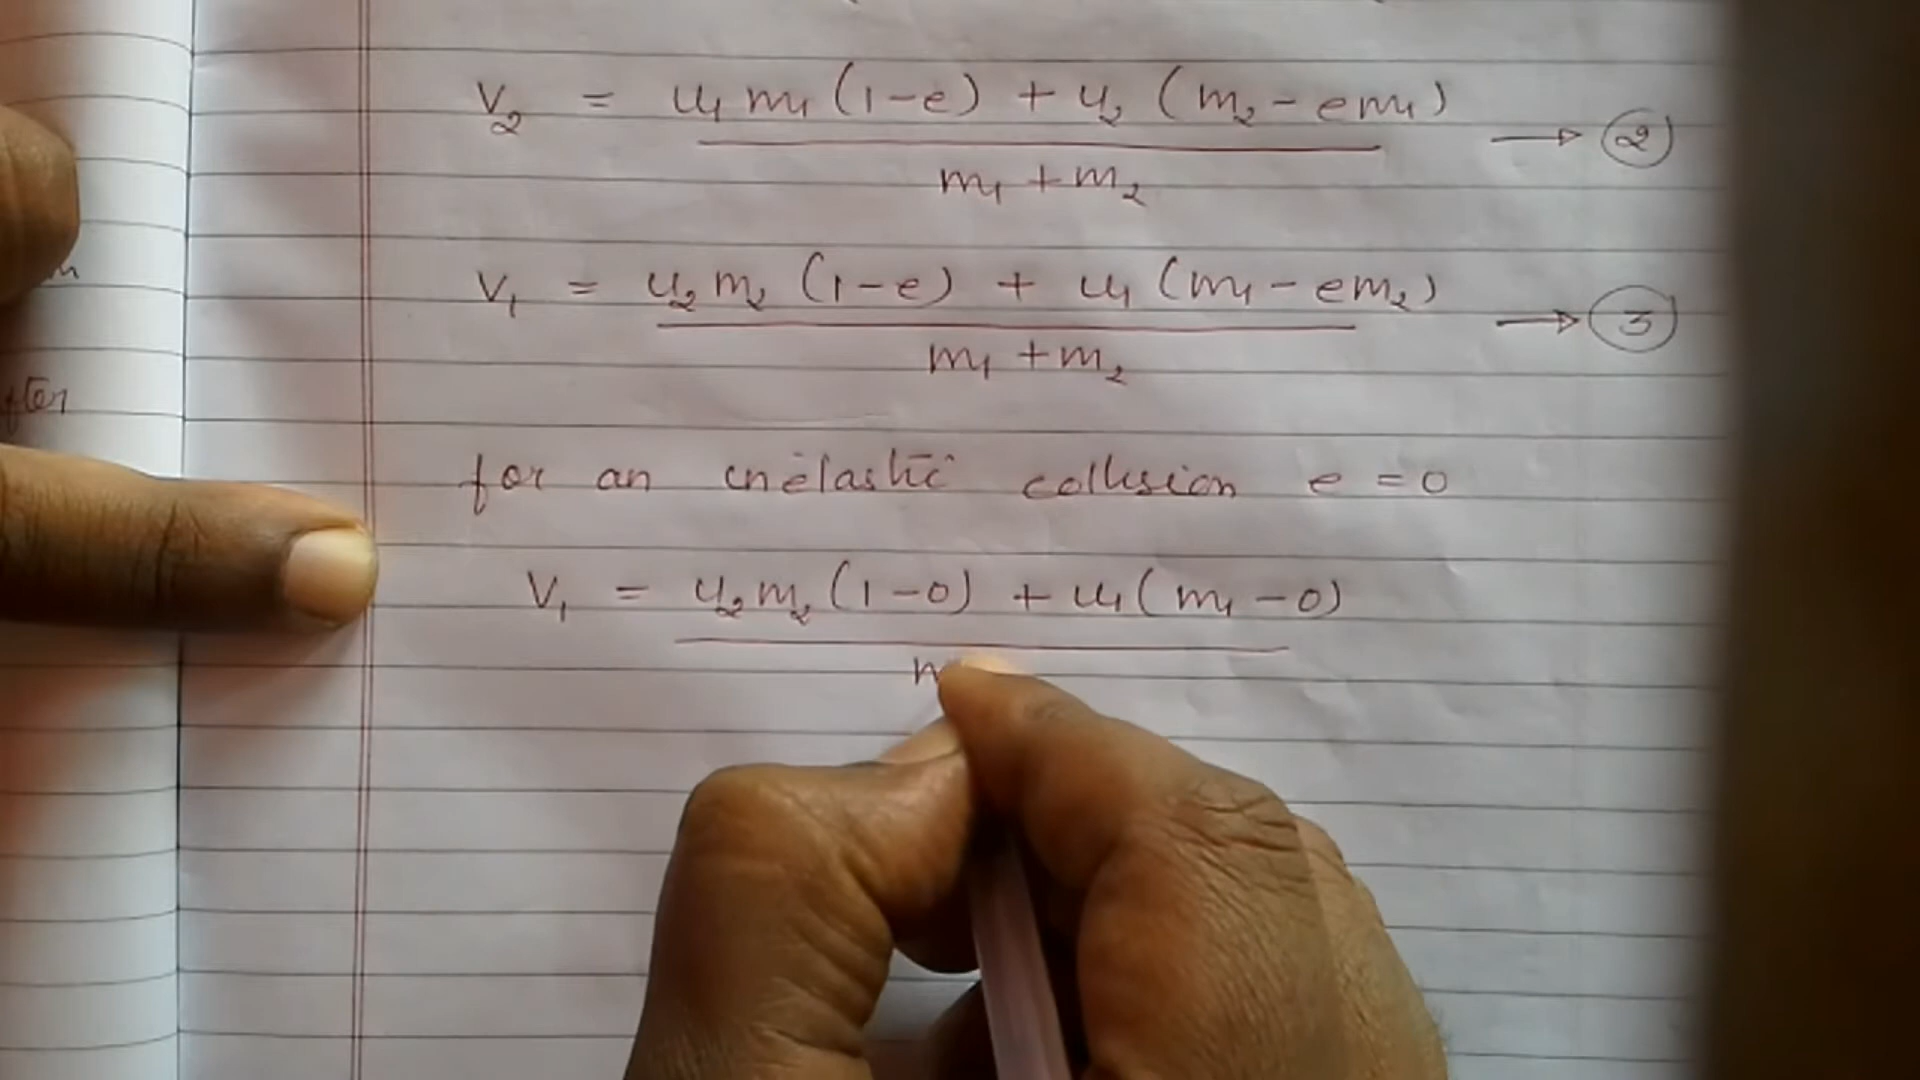 V₂ = u₁ m₁ (1-e) + u₂ (m₂ - em₁) → ②
m₁ + m₂
V₁ = u₂ m₂ (1-e) + u₁ (m₁ - em₂) → ③
m₁ + m₂
for an inelastic collision e = 0
V₁ = u₂ m₂ (1-0) + u₁ (m₁ - 0)